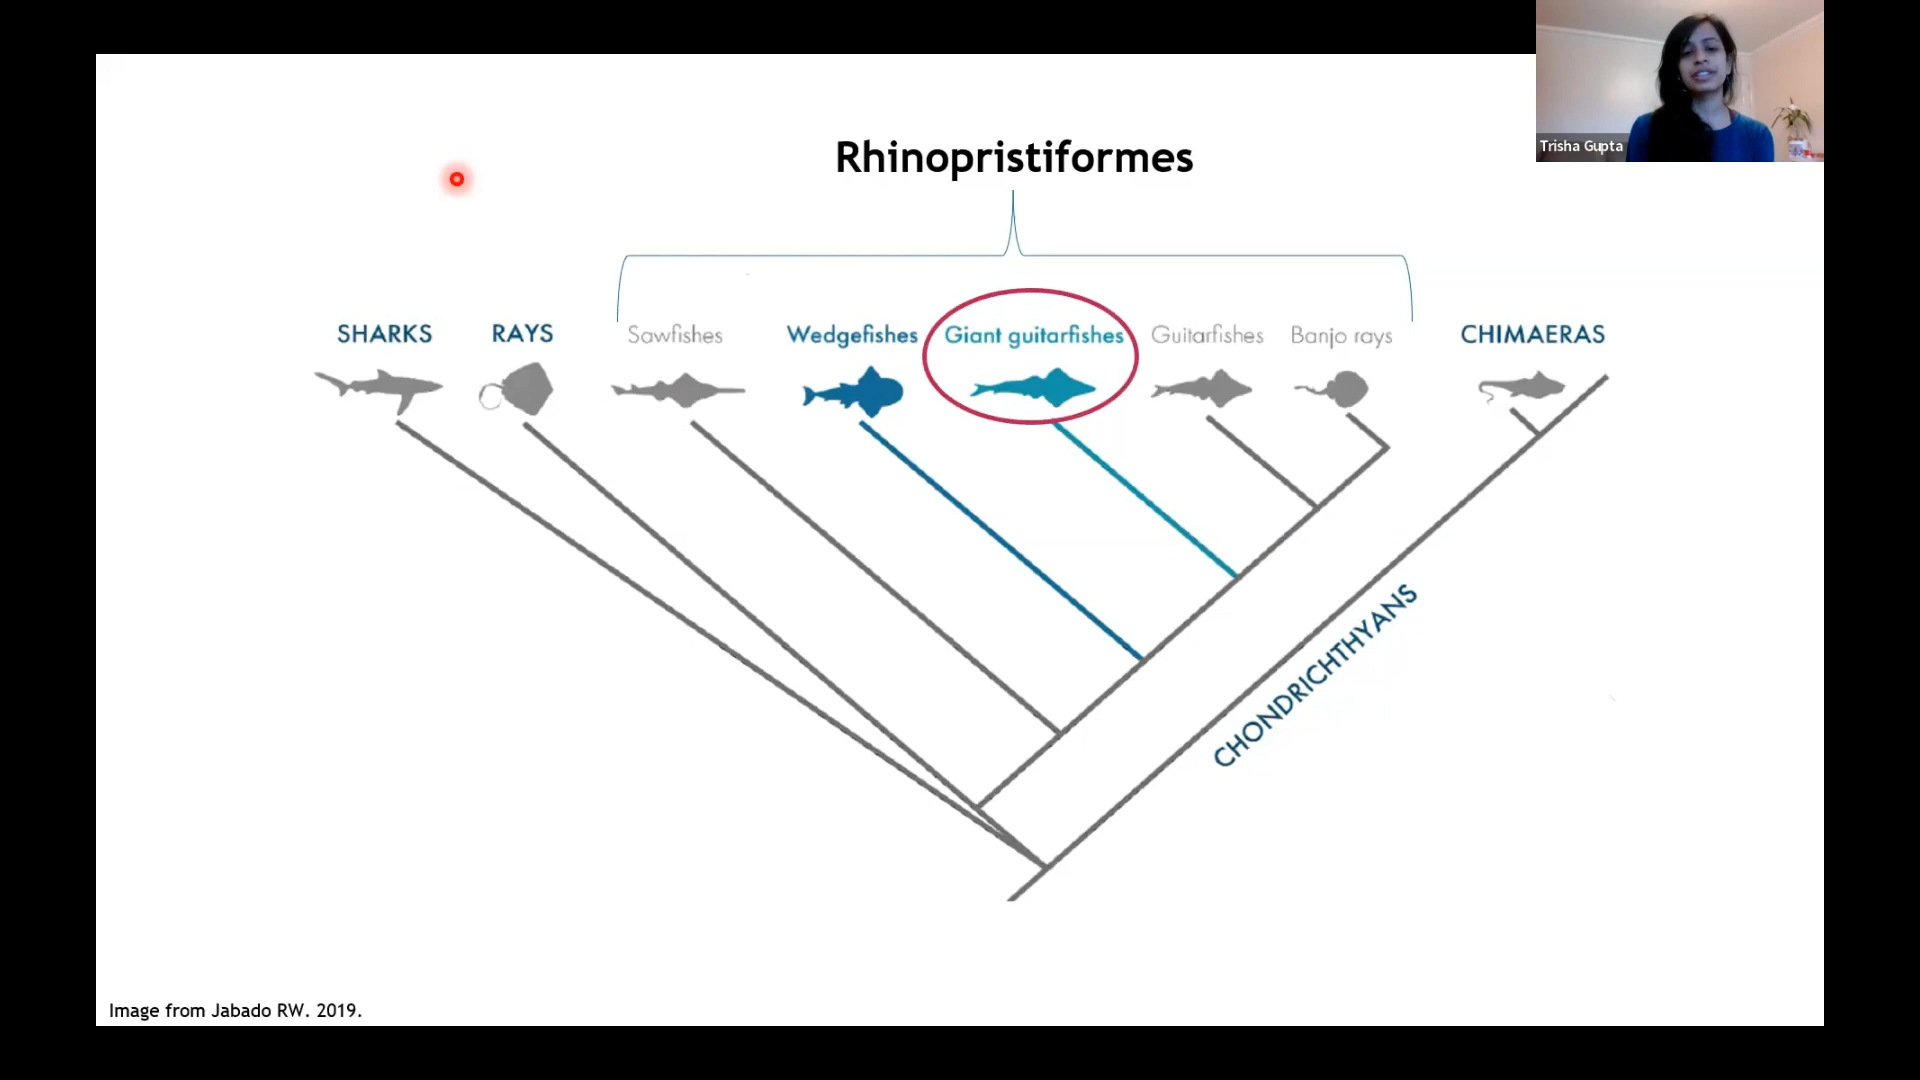 Trisha Gupta
Rhinopristiformes
SHARKS RAYS Sawfishes Wedgefishes Giant guitarfishes Guitarfishes Banjo rays CHIMAERAS
CHONDRICHTHYANS
Image from Jabado RW. 2019.